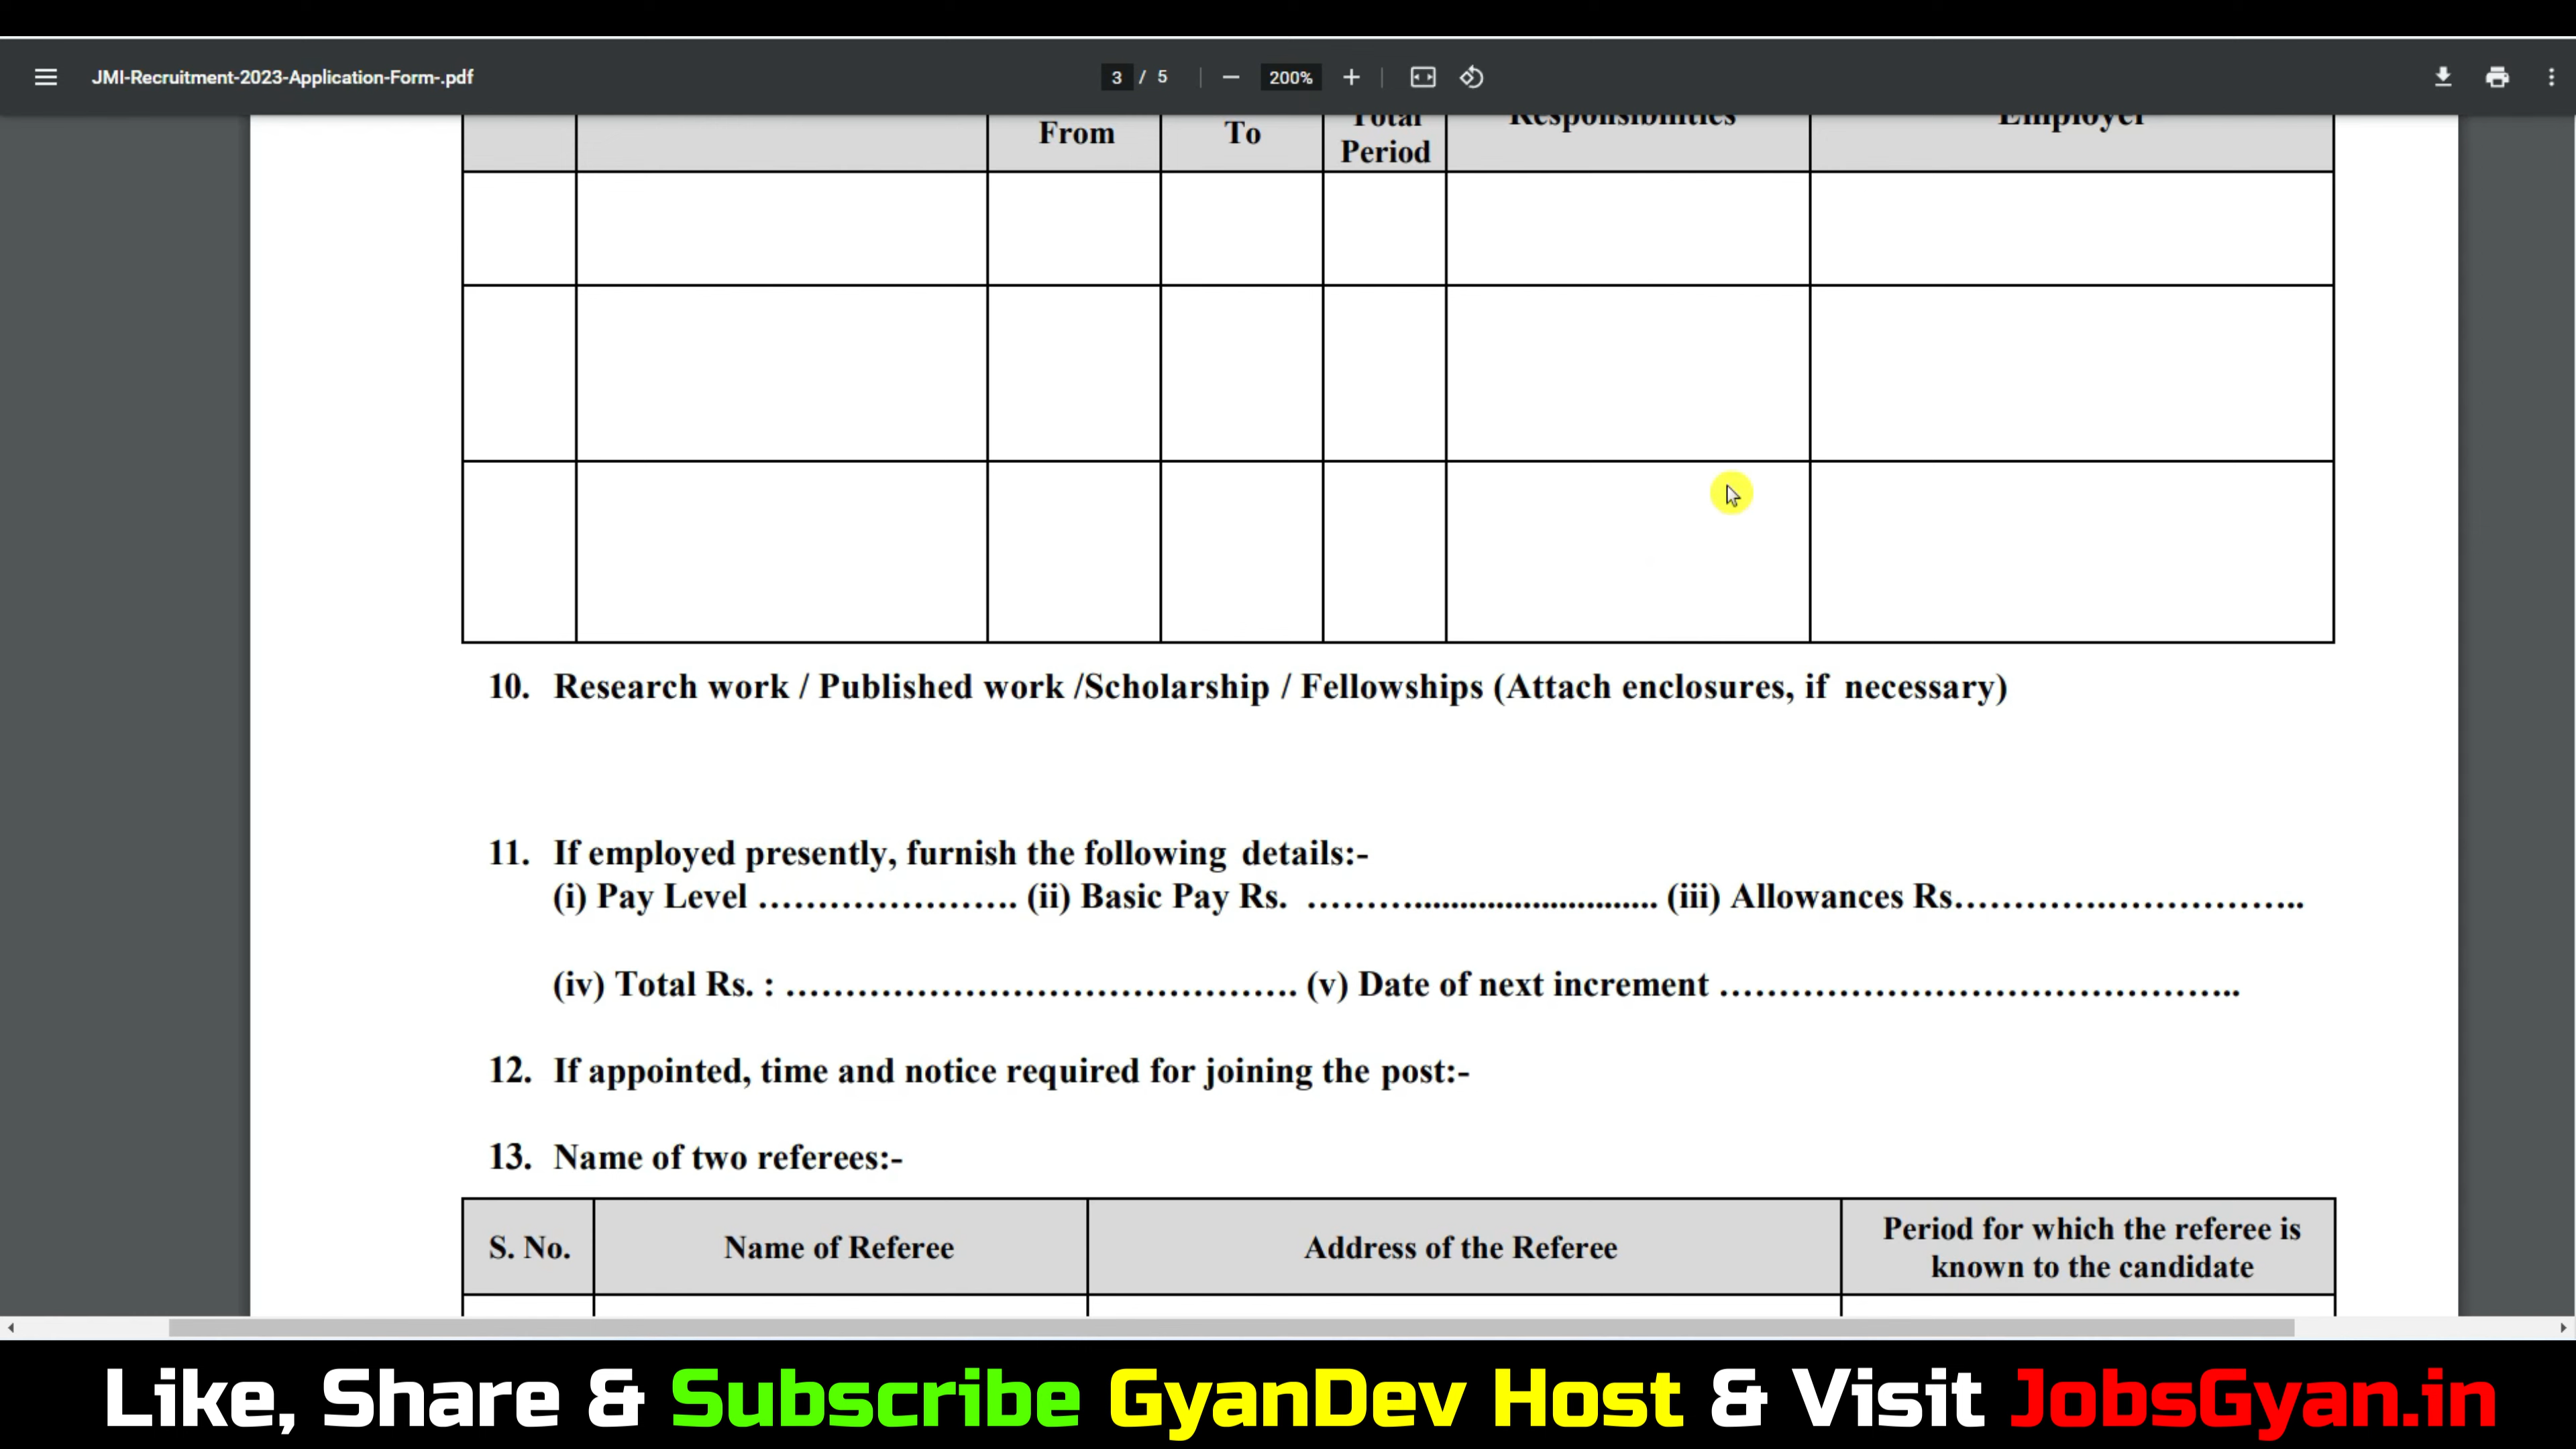 JMI-Recruitment-2023-Application-Form-.pdf
3 / 5
200%
From
To
Total
Period
Responsibilities
Employer
10. Research work / Published work /Scholarship / Fellowships (Attach enclosures, if necessary)
11. If employed presently, furnish the following details:-
(i) Pay Level …………………. (ii) Basic Pay Rs. ………........................... (iii) Allowances Rs………….……………..
(iv) Total Rs. : ……………………………………. (v) Date of next increment ……………………………………..
12. If appointed, time and notice required for joining the post:-
13. Name of two referees:-
S. No.
Name of Referee
Address of the Referee
Period for which the referee is
known to the candidate
Like, Share & Subscribe GyanDev Host & Visit JobsGyan.in